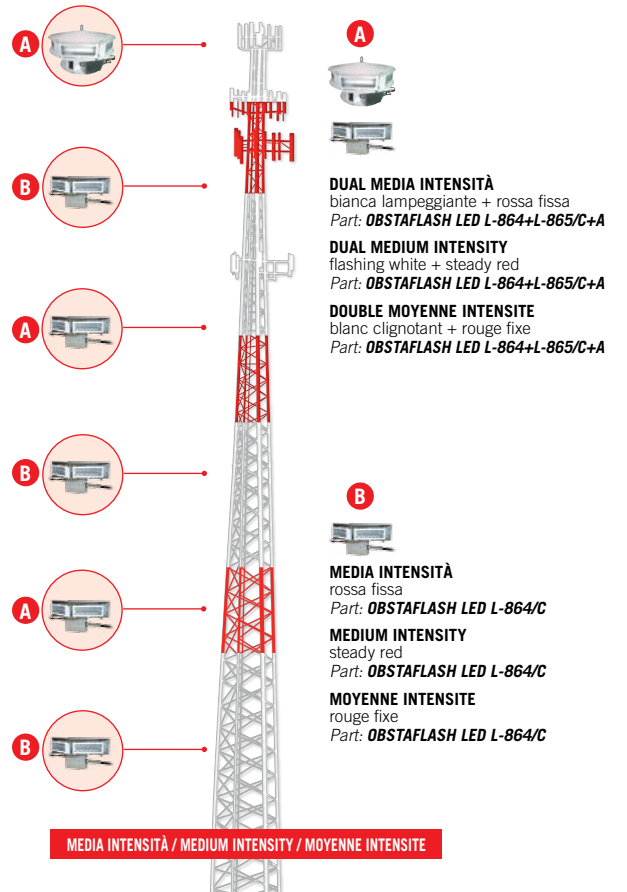 A
B
A
B
A
B
A
DUAL MEDIA INTENSITÀ
bianca lampeggiante + rossa fissa
Part: OBSTAFLASH LED L-864+L-865/C+A
DUAL MEDIUM INTENSITY
flashing white + steady red
Part: OBSTAFLASH LED L-864+L-865/C+A
DOUBLE MOYENNE INTENSITE
blanc clignotant + rouge fixe
Part: OBSTAFLASH LED L-864+L-865/C+A
B
MEDIA INTENSITÀ
rossa fissa
Part: OBSTAFLASH LED L-864/C
MEDIUM INTENSITY
steady red
Part: OBSTAFLASH LED L-864/C
MOYENNE INTENSITE
rouge fixe
Part: OBSTAFLASH LED L-864/C
MEDIA INTENSITÀ / MEDIUM INTENSITY / MOYENNE INTENSITE